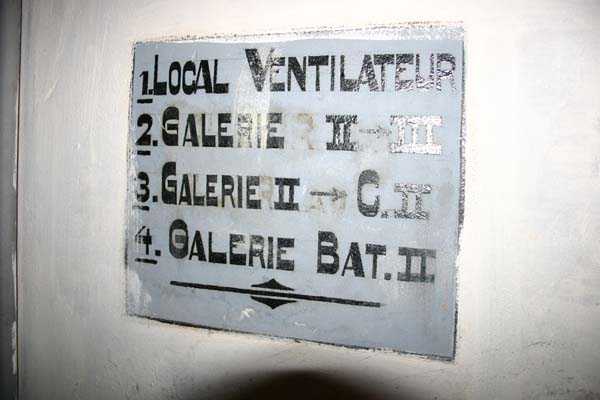 1. LOCAL VENTILATEUR
2. GALERIE II → III
3. GALERIE II → C. II
4. GALERIE BAT. II